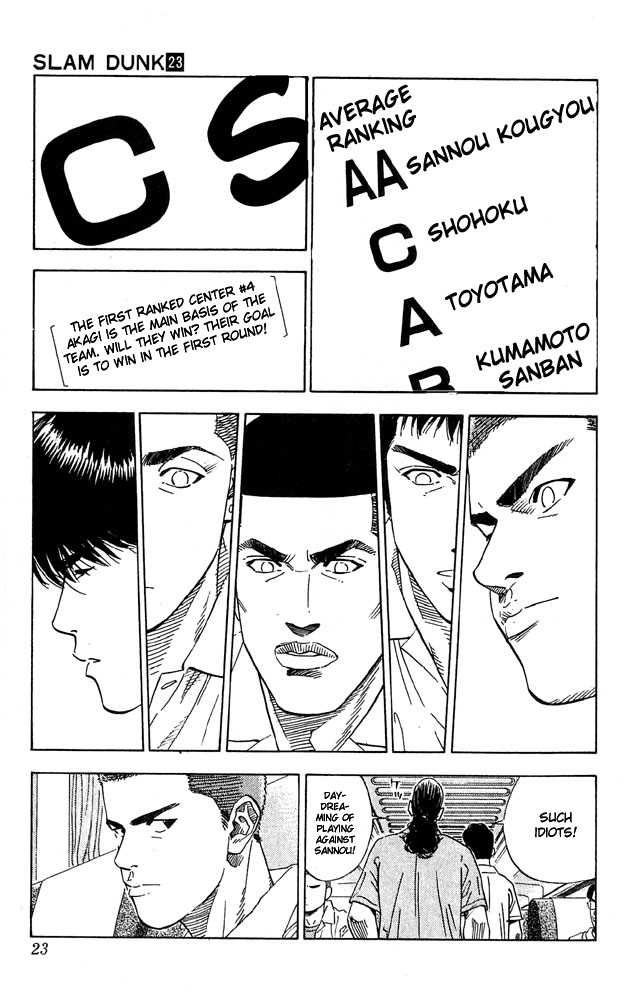 SLAM DUNK 23
AVERAGE
RANKING
AA SANNOU KOUGYOU
C SHOHOKU
A TOYOTAMA
B KUMAMOTO
SANBAN
C S
THE FIRST RANKED CENTER #4
AKAGI IS THE MAIN BASIS OF THE
TEAM. WILL THEY WIN? THEIR GOAL
IS TO WIN IN THE FIRST ROUND!
SUCH
IDIOTS!
ケッ
DAY-
DREA-
MING OF
PLAYING
AGAINST
SANNOU!
23